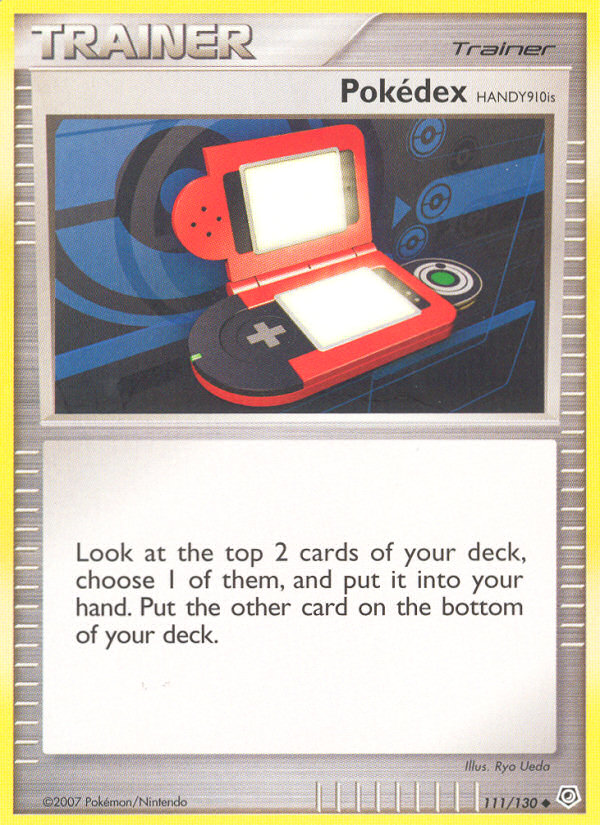 TRAINER
Trainer
Pokédex HANDY910is
Look at the top 2 cards of your deck,
choose 1 of them, and put it into your
hand. Put the other card on the bottom
of your deck.
Illus. Ryo Ueda
©2007 Pokémon/Nintendo
111/130